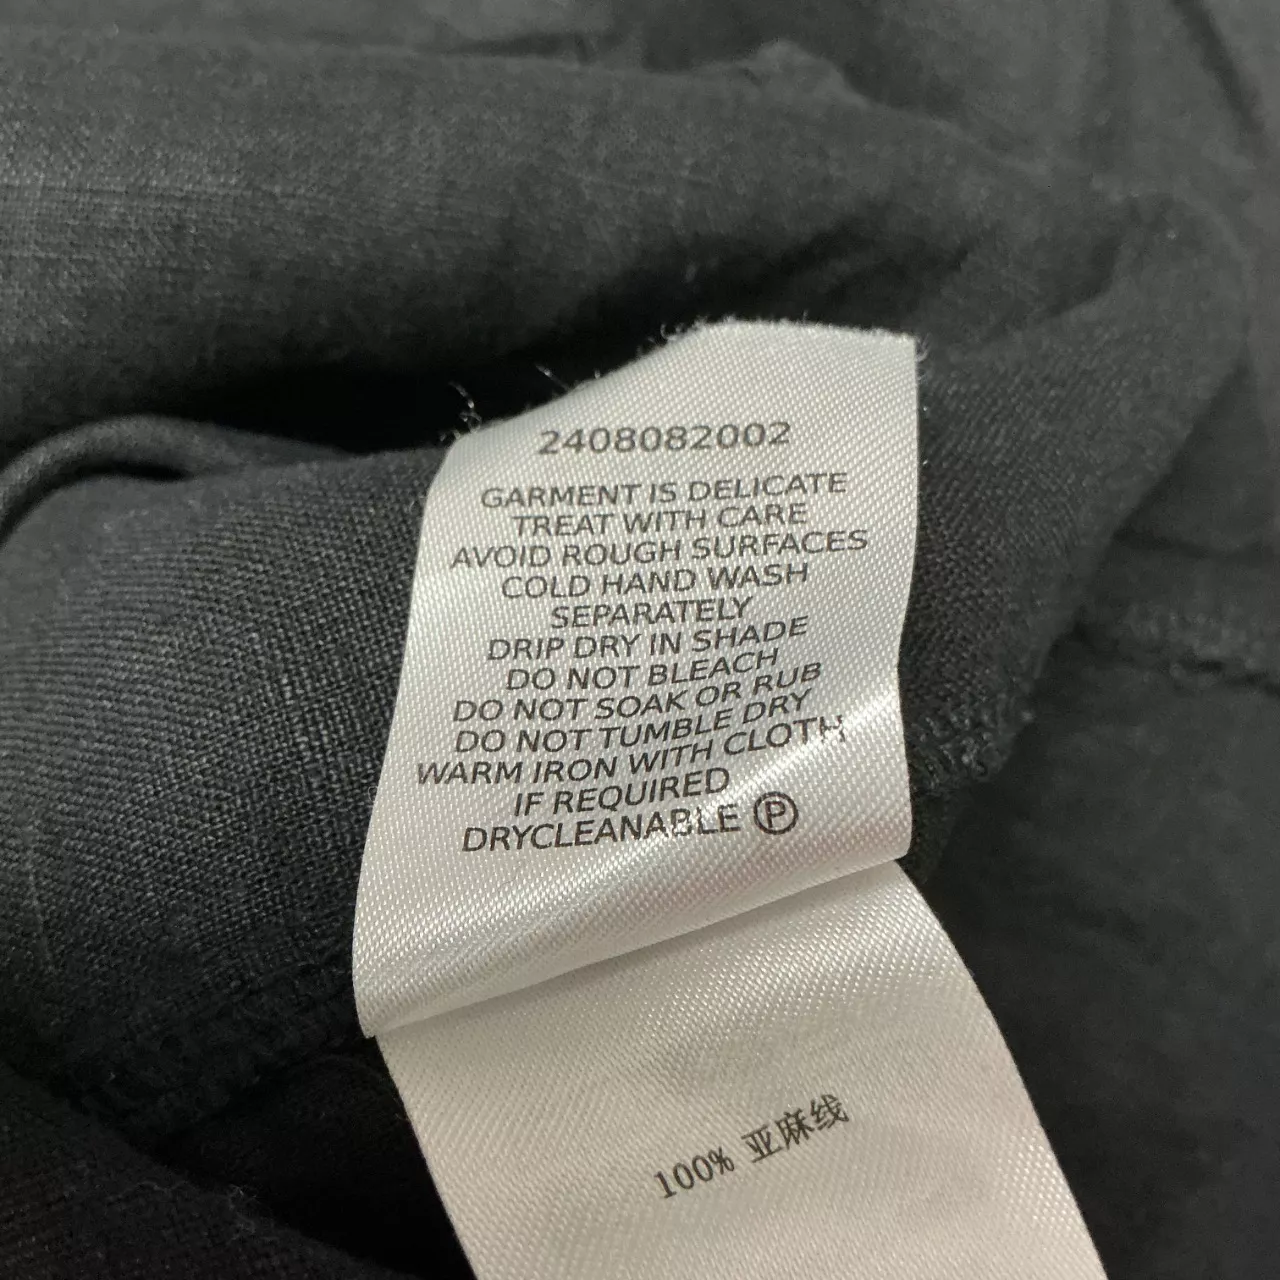 2408082002
GARMENT IS DELICATE
TREAT WITH CARE
AVOID ROUGH SURFACES
COLD HAND WASH
SEPARATELY
DRIP DRY IN SHADE
DO NOT BLEACH
DO NOT SOAK OR RUB
DO NOT TUMBLE DRY
WARM IRON WITH CLOTH
IF REQUIRED
DRYCLEANABLE Ⓟ
100% 亚麻线